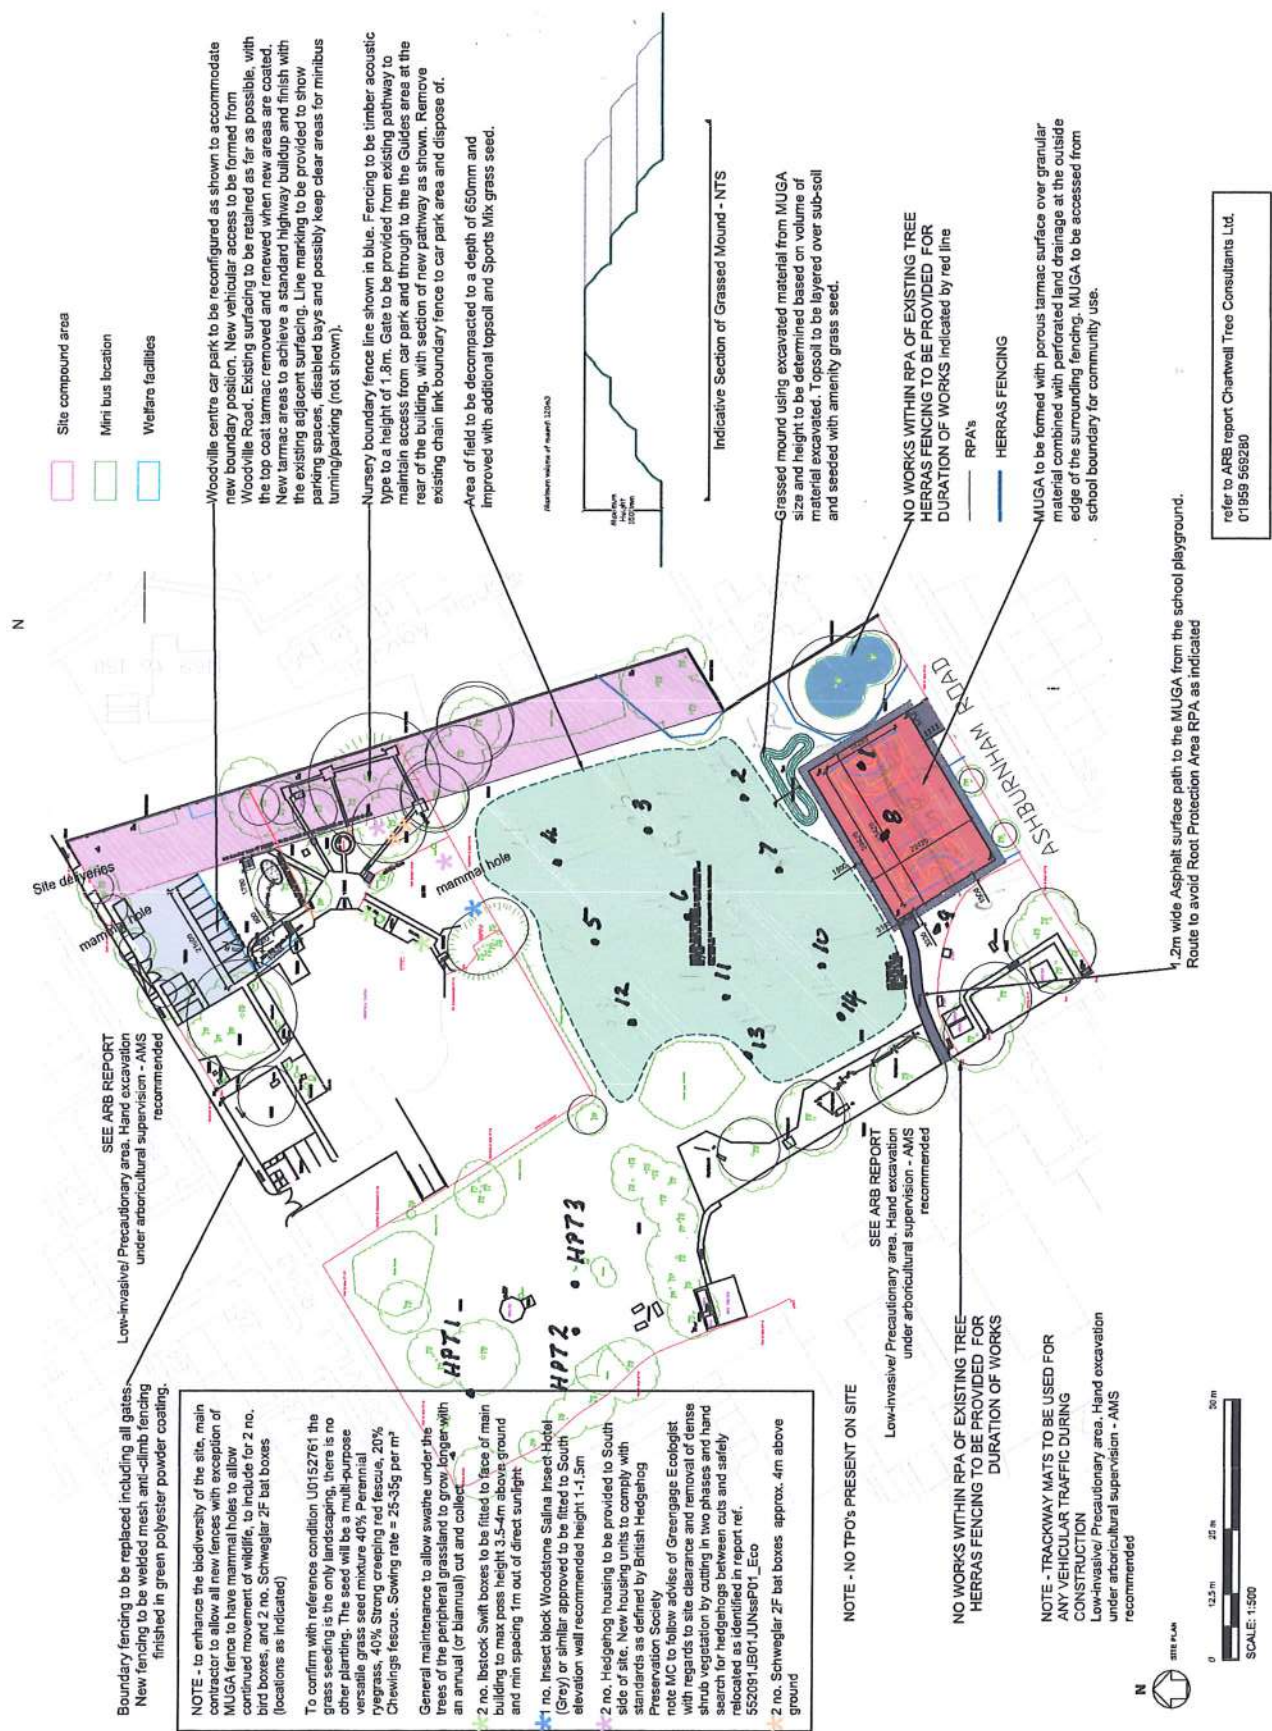 N
Site compound area
Mini bus location
Welfare facilities
Woodville centre car park to be reconfigured as shown to accommodate
new boundary position. New vehicular access to be formed from
Woodville Road. Existing surfacing to be retained as far as possible, with
the top coat tarmac removed and renewed when new areas are coated.
New tarmac areas to achieve a standard highway buildup and finish with
the existing adjacent surfacing. Line marking to be provided to show
parking spaces, disabled bays and possibly keep clear areas for minibus
turning/parking (not shown).
Nursery boundary fence line shown in blue. Fencing to be timber acoustic
type to a height of 1.8m. Gate to be provided from existing pathway to
maintain access from car park and through to the the Guides area at the
rear of the building, with section of new pathway as shown. Remove
existing chain link boundary fence to car park area and dispose of.
Area of field to be decompacted to a depth of 650mm and
improved with additional topsoil and Sports Mix grass seed.
Maximum volume of mound 120m3
Maximum
Height
1500mm
Indicative Section of Grassed Mound - NTS
Grassed mound using excavated material from MUGA
size and height to be determined based on volume of
material excavated. Topsoil to be layered over sub-soil
and seeded with amenity grass seed.
NO WORKS WITHIN RPA OF EXISTING TREE
HERRAS FENCING TO BE PROVIDED FOR
DURATION OF WORKS indicated by red line
RPA's
HERRAS FENCING
MUGA to be formed with porous tarmac surface over granular
material combined with perforated land drainage at the outside
edge of the surrounding fencing. MUGA to be accessed from
school boundary for community use.
1.2m wide Asphalt surface path to the MUGA from the school playground.
Route to avoid Root Protection Area RPA as indicated
refer to ARB report Chartwell Tree Consultants Ltd.
01959 569280
Site deliveries
mammal hole
mammal hole
ASHBURNHAM ROAD
1
2
3
4
5
6
7
8
9
10
11
12
13
14
HPT1
HPT2
HPT3
SEE ARB REPORT
Low-invasive/ Precautionary area. Hand excavation
under arboricultural supervision - AMS
recommended
Boundary fencing to be replaced including all gates.
New fencing to be welded mesh anti-climb fencing
finished in green polyester powder coating.
NOTE - to enhance the biodiversity of the site, main
contractor to allow all new fences with exception of
MUGA fence to have mammal holes to allow
continued movement of wildlife, to include for 2 no.
bird boxes, and 2 no. Schwegler 2F bat boxes
(locations as indicated)
To confirm with reference condition U0152761 the
grass seeding is the only landscaping, there is no
other planting. The seed will be a multi-purpose
versatile grass seed mixture 40% Perennial
ryegrass, 40% Strong creeping red fescue, 20%
Chewings fescue. Sowing rate = 25-35g per m²
General maintenance to allow swathe under the
trees of the peripheral grassland to grow longer with
an annual (or biannual) cut and collect
2 no. Ibstock Swift boxes to be fitted to face of main
building to max poss height 3.5-4m above ground
and min spacing 1m out of direct sunlight
1 no. Insect block Woodstone Salina Insect Hotel
(Grey) or similar approved to be fitted to South
elevation wall recommended height 1-1.5m
2 no. Hedgehog housing to be provided to South
side of site. New housing units to comply with
standards as defined by British Hedgehog
Preservation Society
note MC to follow advise of Greengage Ecologist
with regards to site clearance and removal of dense
shrub vegetation by cutting in two phases and hand
search for hedgehogs between cuts and safely
relocated as identified in report ref.
552091JB01JUNssP01_Eco
2 no. Schweglar 2F bat boxes approx. 4m above
ground
NOTE - NO TPO's PRESENT ON SITE
SEE ARB REPORT
Low-invasive/ Precautionary area. Hand excavation
under arboricultural supervision - AMS
recommended
NO WORKS WITHIN RPA OF EXISTING TREE
HERRAS FENCING TO BE PROVIDED FOR
DURATION OF WORKS
NOTE - TRACKWAY MATS TO BE USED FOR
ANY VEHICULAR TRAFFIC DURING
CONSTRUCTION
Low-invasive/ Precautionary area. Hand excavation
under arboricultural supervision - AMS
recommended
N
SITE PLAN
0 12.5 m 25 m 50 m
SCALE: 1:500